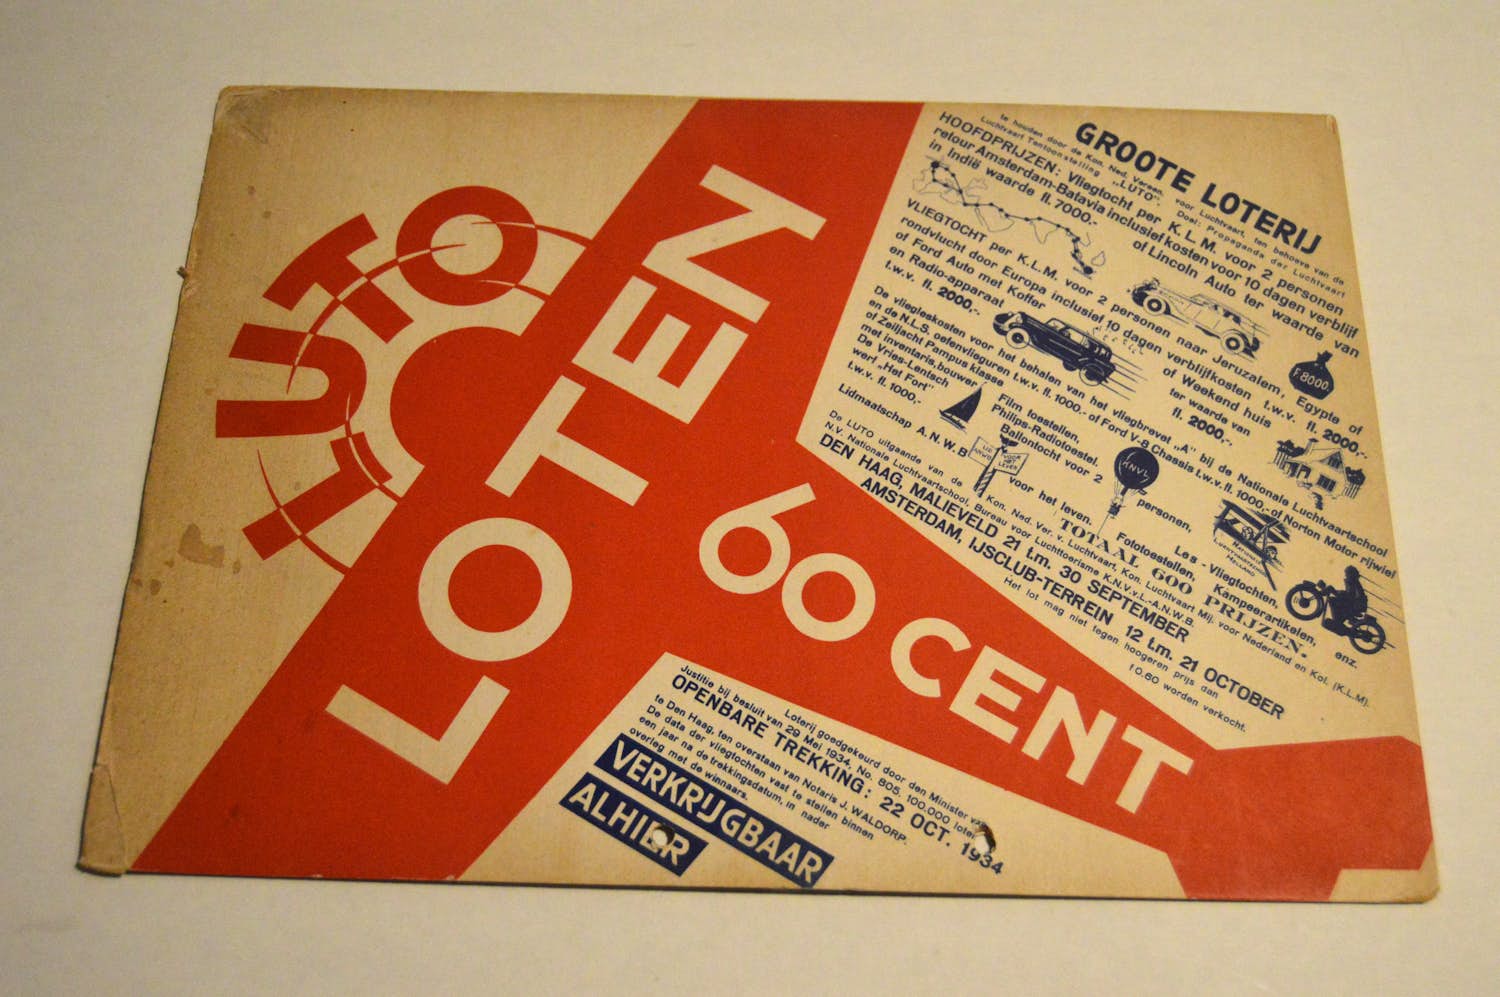 LUTO
LOTEN
60 CENT
GROOTE LOTERIJ
te houden door de Kon. Ned. Vereen. voor Luchtvaart, ten behoeve van de
Luchtvaart Tentoonstelling „LUTO". Doel: Propaganda der Luchtvaart
HOOFDPRIJZEN: Vliegtocht per K. L. M. voor 2 personen
retour Amsterdam-Batavia inclusief kosten voor 10 dagen verblijf
in Indië waarde fl. 7000.- of Lincoln Auto ter waarde van
F. 8000.
VLIEGTOCHT per K.L.M. voor 2 personen naar Jeruzalem, Egypte of
rondvlucht door Europa inclusief 10 dagen verblijfkosten t.w.v. fl. 2000,-
of Ford Auto met Koffer of Weekend huis
en Radio-apparaat ter waarde van
t.w.v. fl. 2000,- fl. 2000,-
De vliegleskosten voor het behalen van het vliegbrevet „A" bij de Nationale Luchtvaartschool
en de N.L.S. oefenvlieguren t.w.v. fl. 1000,- of Ford V-8 Chassis t.w.v. fl. 1000,- of Norton Motor rijwiel
of Zeiljacht Pampus klasse
met inventaris, bouwer
De Vries-Lentsch
werf „Het Fort"
t.w.v. fl. 1000,-
Film toestellen,
Philips-Radiotoestel.
Ballontocht voor 2 personen,
Les - Vliegtochten,
Fototoestellen, Kampeerartikelen, enz.
Lidmaatschap A. N. W. B.
LID
ANWB
VOOR
HET
LEVEN
voor het leven.
KNVL
NATIONALE
LUCHTVAARTSCHOOL
HOLLAND
TOTAAL 600 PRIJZEN.
De LUTO uitgaande van de Kon. Ned. Ver. v. Luchtvaart, Kon. Luchtvaart Mij. voor Nederland en Kol. (K.L.M).
N.V. Nationale Luchtvaartschool, Bureau voor Luchttoerisme K.N.V.v.L.-A.N.W.B.
DEN HAAG, MALIEVELD 21 t.m. 30 SEPTEMBER
AMSTERDAM, IJSCLUB-TERREIN 12 t.m. 21 OCTOBER
Het lot mag niet tegen hoogeren prijs dan
f 0.60 worden verkocht.
Loterij goedgekeurd door den Minister van
Justitie bij besluit van 29 Mei 1934, No. 805. 100.000 loten
OPENBARE TREKKING: 22 OCT. 1934
te Den Haag, ten overstaan van Notaris J. WALDORP.
De data der vliegtochten vast te stellen binnen
een jaar na de trekkingsdatum, in nader
overleg met de winnaars.
VERKRIJGBAAR
ALHIER